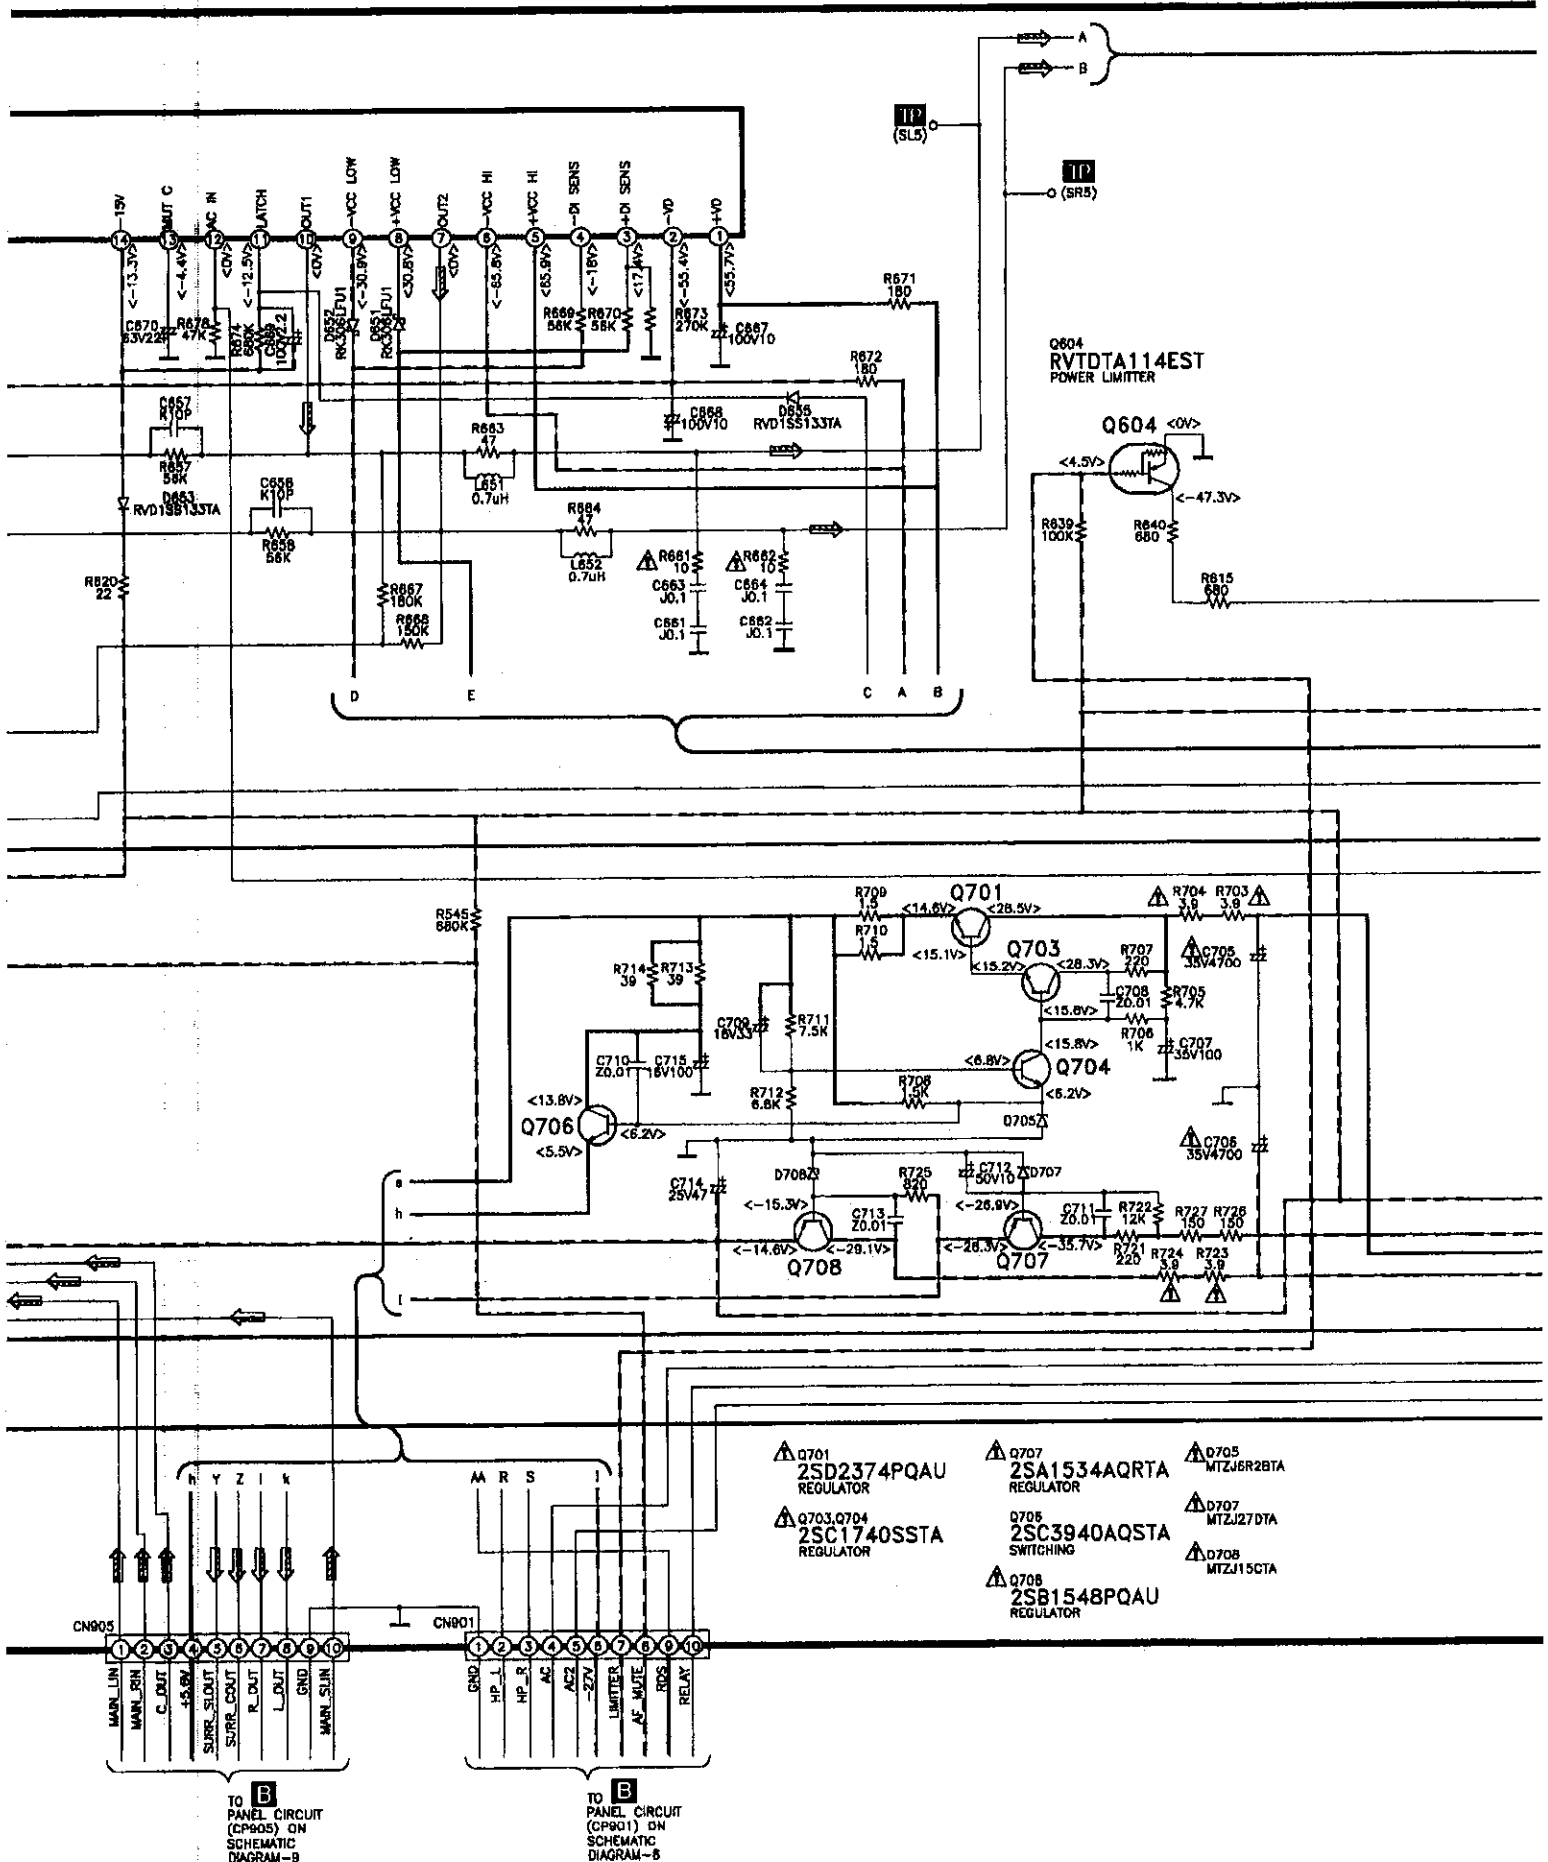 A
B
TP
(SL5)
TP
(SR5)
-15V
MUT C
AC IN
LATCH
OUT1
-VCC LOW
+VCC LOW
OUT2
-VCC HI
+VCC HI
-DI SENS
+DI SENS
-VD
+VD
14 13 12 11 10 9 8 7 6 5 4 3 2 1
<-13.3V>
<-4.4V>
<0V>
<-12.5V>
<0V>
<-30.9V>
<30.8V>
<0V>
<-65.8V>
<65.9V>
<-18V>
<17.4V>
<-55.4V>
<55.7V>
C670
63V22
R678
47K
R674
680K
C669
100V2.2
D652
RK306LFU1
D651
RK306LFU1
R669
56K
R670
56K
R673
270K
C667
100V10
R671
180
R672
180
Q604
RVTDTA114EST
POWER LIMITTER
Q604
<0V>
<4.5V>
<-47.3V>
C657
K10P
R657
56K
D653
RVD1SS133TA
C656
K10P
R658
56K
R663
47
L651
0.7uH
C668
100V10
D655
RVD1SS133TA
R664
47
L652
0.7uH
R661
10
R662
10
C663
J0.1
C664
J0.1
C661
J0.1
C662
J0.1
R639
100K
R640
680
R615
680
R620
22
R667
180K
R668
150K
D
E
C
A
B
R545
680K
R709
1.5
R710
1.5
Q701
<14.6V>
<28.5V>
<15.1V>
R704
3.9
R703
3.9
Q703
<15.2V>
<28.3V>
R707
220
C705
35V4700
C708
Z0.01
R705
4.7K
<15.8V>
R706
1K
C707
35V100
R714
39
R713
39
C709
16V33
R711
7.5K
<15.8V>
<6.8V>
Q704
<6.2V>
C710
Z0.01
C715
16V100
R712
6.8K
D705
<13.8V>
Q706
<6.2V>
<5.5V>
C706
35V4700
C714
25V47
D708
R725
820
C712
50V10
D707
<-15.3V>
C713
Z0.01
<-26.9V>
C711
Z0.01
R722
12K
R727
150
R726
150
<-14.6V>
<-29.1V>
Q708
<-26.3V>
<-35.7V>
Q707
R721
220
R724
3.9
R723
3.9
h
h Y Z l k
AA R S
Q701
2SD2374PQAU
REGULATOR
Q703,Q704
2SC1740SSTA
REGULATOR
Q707
2SA1534AQRTA
REGULATOR
Q706
2SC3940AQSTA
SWITCHING
Q708
2SB1548PQAU
REGULATOR
D705
MTZJ6R2BTA
D707
MTZJ27DTA
D708
MTZJ15CTA
CN905
1 2 3 4 5 6 7 8 9 10
MAIN_LIN
MAIN_RIN
C_OUT
+5.6V
SURR_SLOUT
SURR_COUT
R_OUT
L_OUT
GND
MAIN_SLIN
CN901
1 2 3 4 5 6 7 8 9 10
GND
HP_L
HP_R
AC
AC2
-27V
LIMITTER
AF_MUTE
RDS
RELAY
TO B
PANEL CIRCUIT
(CP905) ON
SCHEMATIC
DIAGRAM-9
TO B
PANEL CIRCUIT
(CP901) ON
SCHEMATIC
DIAGRAM-8